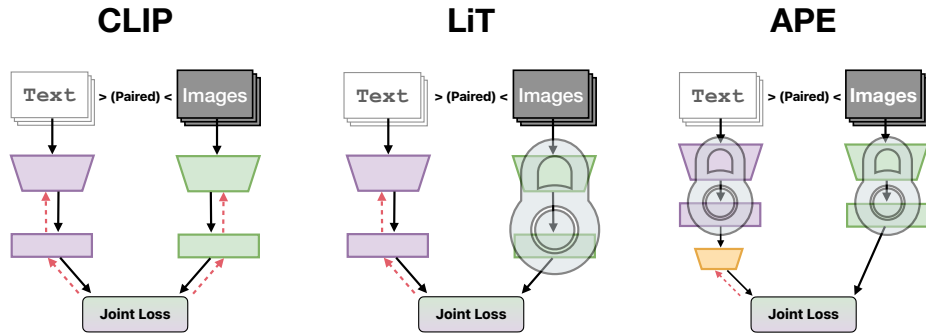 CLIP LiT APE
Text > (Paired) < Images Text > (Paired) < Images Text > (Paired) < Images
Joint Loss Joint Loss Joint Loss